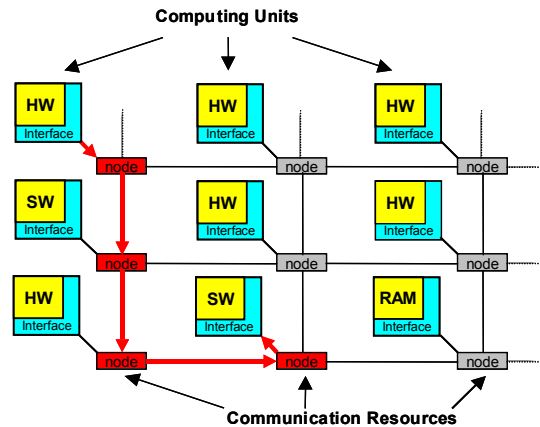 Computing Units
HW
Interface
HW
Interface
HW
Interface
node
node
node
SW
Interface
HW
Interface
HW
Interface
node
node
node
HW
Interface
SW
Interface
RAM
Interface
node
node
node
Communication Resources